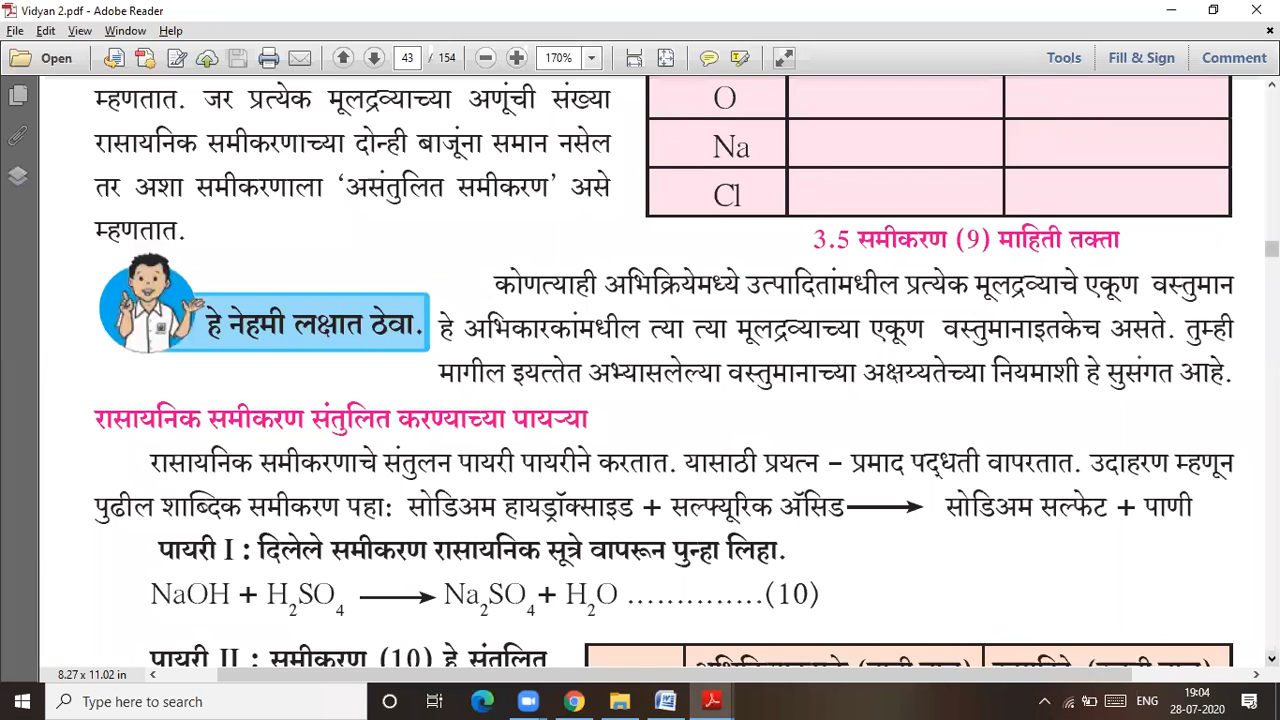 Vidyan 2.pdf - Adobe Reader
File Edit View Window Help
Open 43 / 154 170% Tools Fill & Sign Comment
म्हणतात. जर प्रत्येक मूलद्रव्याच्या अणूंची संख्या
रासायनिक समीकरणाच्या दोन्ही बाजूंना समान नसेल
तर अशा समीकरणाला ‘असंतुलित समीकरण’ असे
म्हणतात.
O
Na
Cl
3.5 समीकरण (9) माहिती तक्ता
हे नेहमी लक्षात ठेवा.
कोणत्याही अभिक्रियेमध्ये उत्पादितांमधील प्रत्येक मूलद्रव्याचे एकूण वस्तुमान
हे अभिकारकांमधील त्या त्या मूलद्रव्याच्या एकूण वस्तुमानाइतकेच असते. तुम्ही
मागील इयत्तेत अभ्यासलेल्या वस्तुमानाच्या अक्षय्यतेच्या नियमाशी हे सुसंगत आहे.
रासायनिक समीकरण संतुलित करण्याच्या पायऱ्या
रासायनिक समीकरणाचे संतुलन पायरी पायरीने करतात. यासाठी प्रयत्न – प्रमाद पद्धती वापरतात. उदाहरण म्हणून
पुढील शाब्दिक समीकरण पहा: सोडिअम हायड्रॉक्साइड + सल्फ्यूरिक ॲसिड ⟶ सोडिअम सल्फेट + पाणी
पायरी I : दिलेले समीकरण रासायनिक सूत्रे वापरून पुन्हा लिहा.
NaOH + H₂SO₄ ⟶ Na₂SO₄ + H₂O ..............(10)
पायरी II : समीकरण (10) हे संतुलित
8.27 x 11.02 in
Type here to search
ENG
19:04
28-07-2020